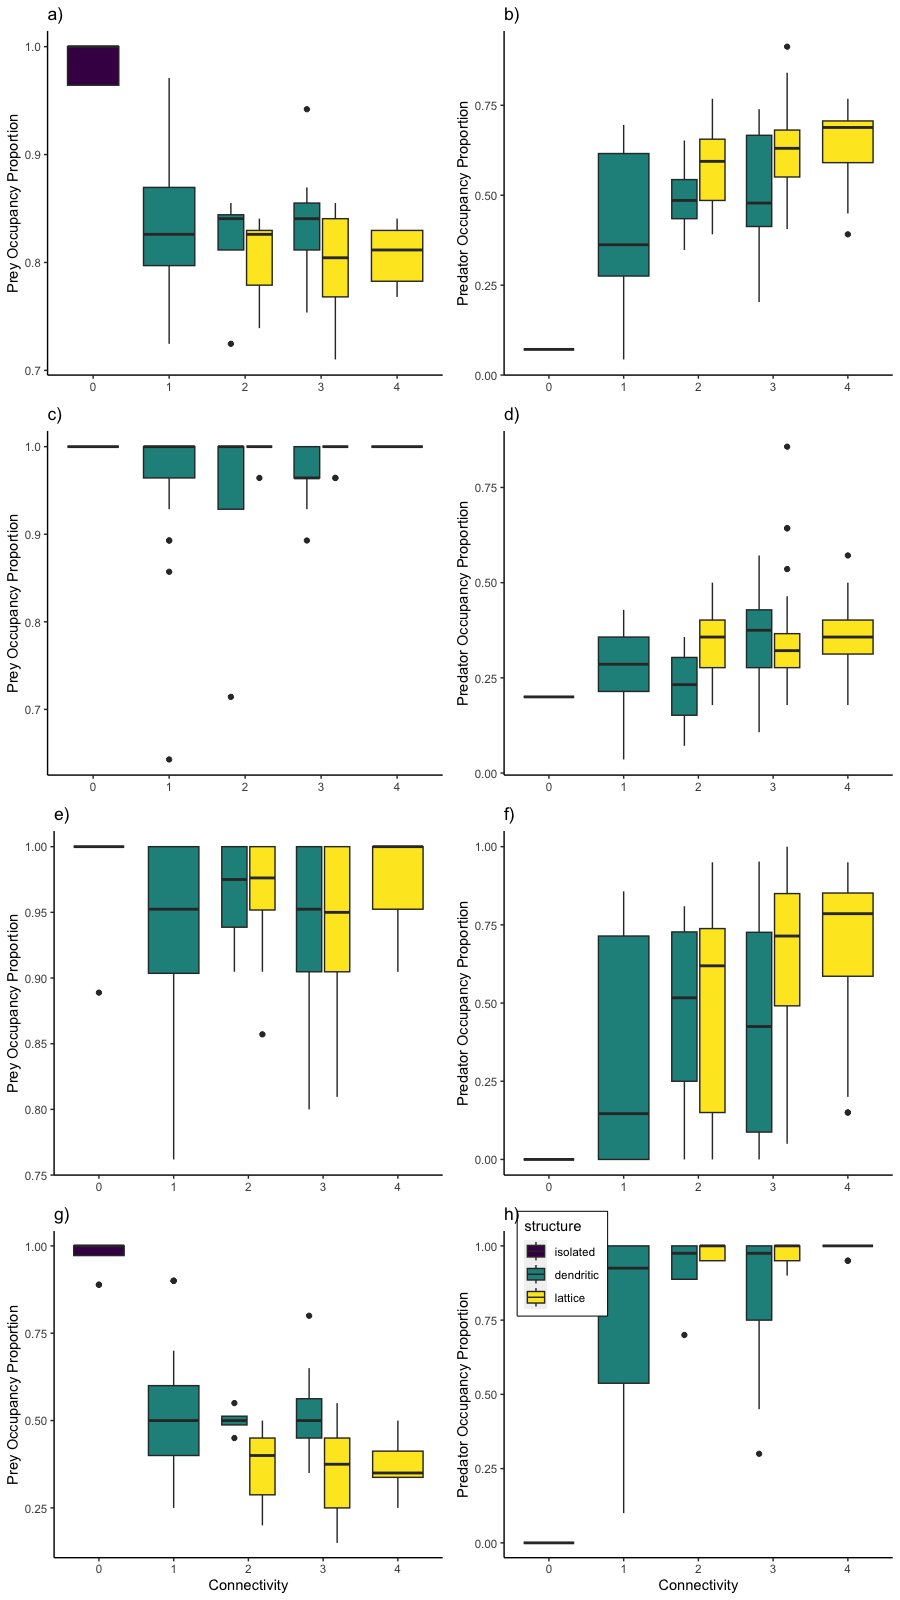 a)
Prey Occupancy Proportion
1.0
0.9
0.8
0.7
0 1 2 3 4
b)
Predator Occupancy Proportion
0.75
0.50
0.25
0.00
0 1 2 3 4
c)
Prey Occupancy Proportion
1.0
0.9
0.8
0.7
0 1 2 3 4
d)
Predator Occupancy Proportion
0.75
0.50
0.25
0.00
0 1 2 3 4
e)
Prey Occupancy Proportion
1.00
0.95
0.90
0.85
0.80
0.75
0 1 2 3 4
f)
Predator Occupancy Proportion
1.00
0.75
0.50
0.25
0.00
0 1 2 3 4
g)
Prey Occupancy Proportion
1.00
0.75
0.50
0.25
0 1 2 3 4
Connectivity
h)
structure
isolated
dendritic
lattice
Predator Occupancy Proportion
1.00
0.75
0.50
0.25
0.00
0 1 2 3 4
Connectivity